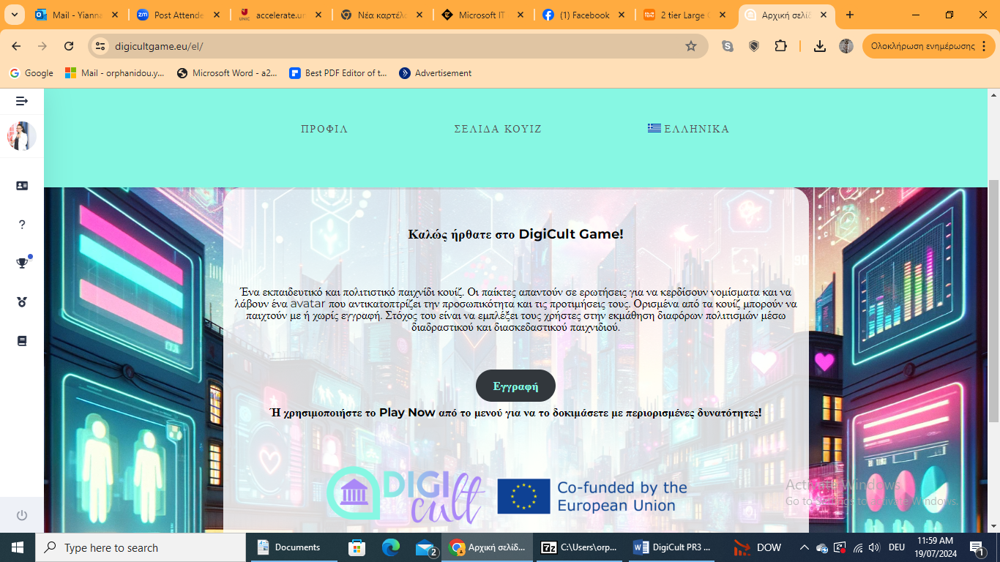 Mail - Yianna
Post Attende
accelerate.un
Νέα καρτέλα
Microsoft IT
(1) Facebook
2 tier Large
Αρχική σελίδ
digicultgame.eu/el/
Ολοκλήρωση ενημέρωσης
Google
Mail - orphanidou.y...
Microsoft Word - a2...
Best PDF Editor of t...
Advertisement
ΠΡΟΦΙΛ
ΣΕΛΙΔΑ ΚΟΥΙΖ
ΕΛΛΗΝΙΚΑ
Καλώς ήρθατε στο DigiCult Game!
Ένα εκπαιδευτικό και πολιτιστικό παιχνίδι κουίζ. Οι παίκτες απαντούν σε ερωτήσεις για να κερδίσουν νομίσματα και να
λάβουν ένα avatar που αντικατοπτρίζει την προσωπικότητα και τις προτιμήσεις τους. Ορισμένα από τα κουίζ μπορούν να
παιχτούν με ή χωρίς εγγραφή. Στόχος του είναι να εμπλέξει τους χρήστες στην εκμάθηση διαφόρων πολιτισμών μέσω
διαδραστικού και διασκεδαστικού παιχνιδιού.
Εγγραφή
Ή χρησιμοποιήστε το Play Now από το μενού για να το δοκιμάσετε με περιορισμένες δυνατότητες!
DIGI
cult
Co-funded by the
European Union
Activate Windows
Go to Settings to activate Windows.
Type here to search
Documents
2
Αρχική σελίδ...
C:\Users\orp...
DigiCult PR3 ...
DOW
DEU
11:59 AM
19/07/2024
1